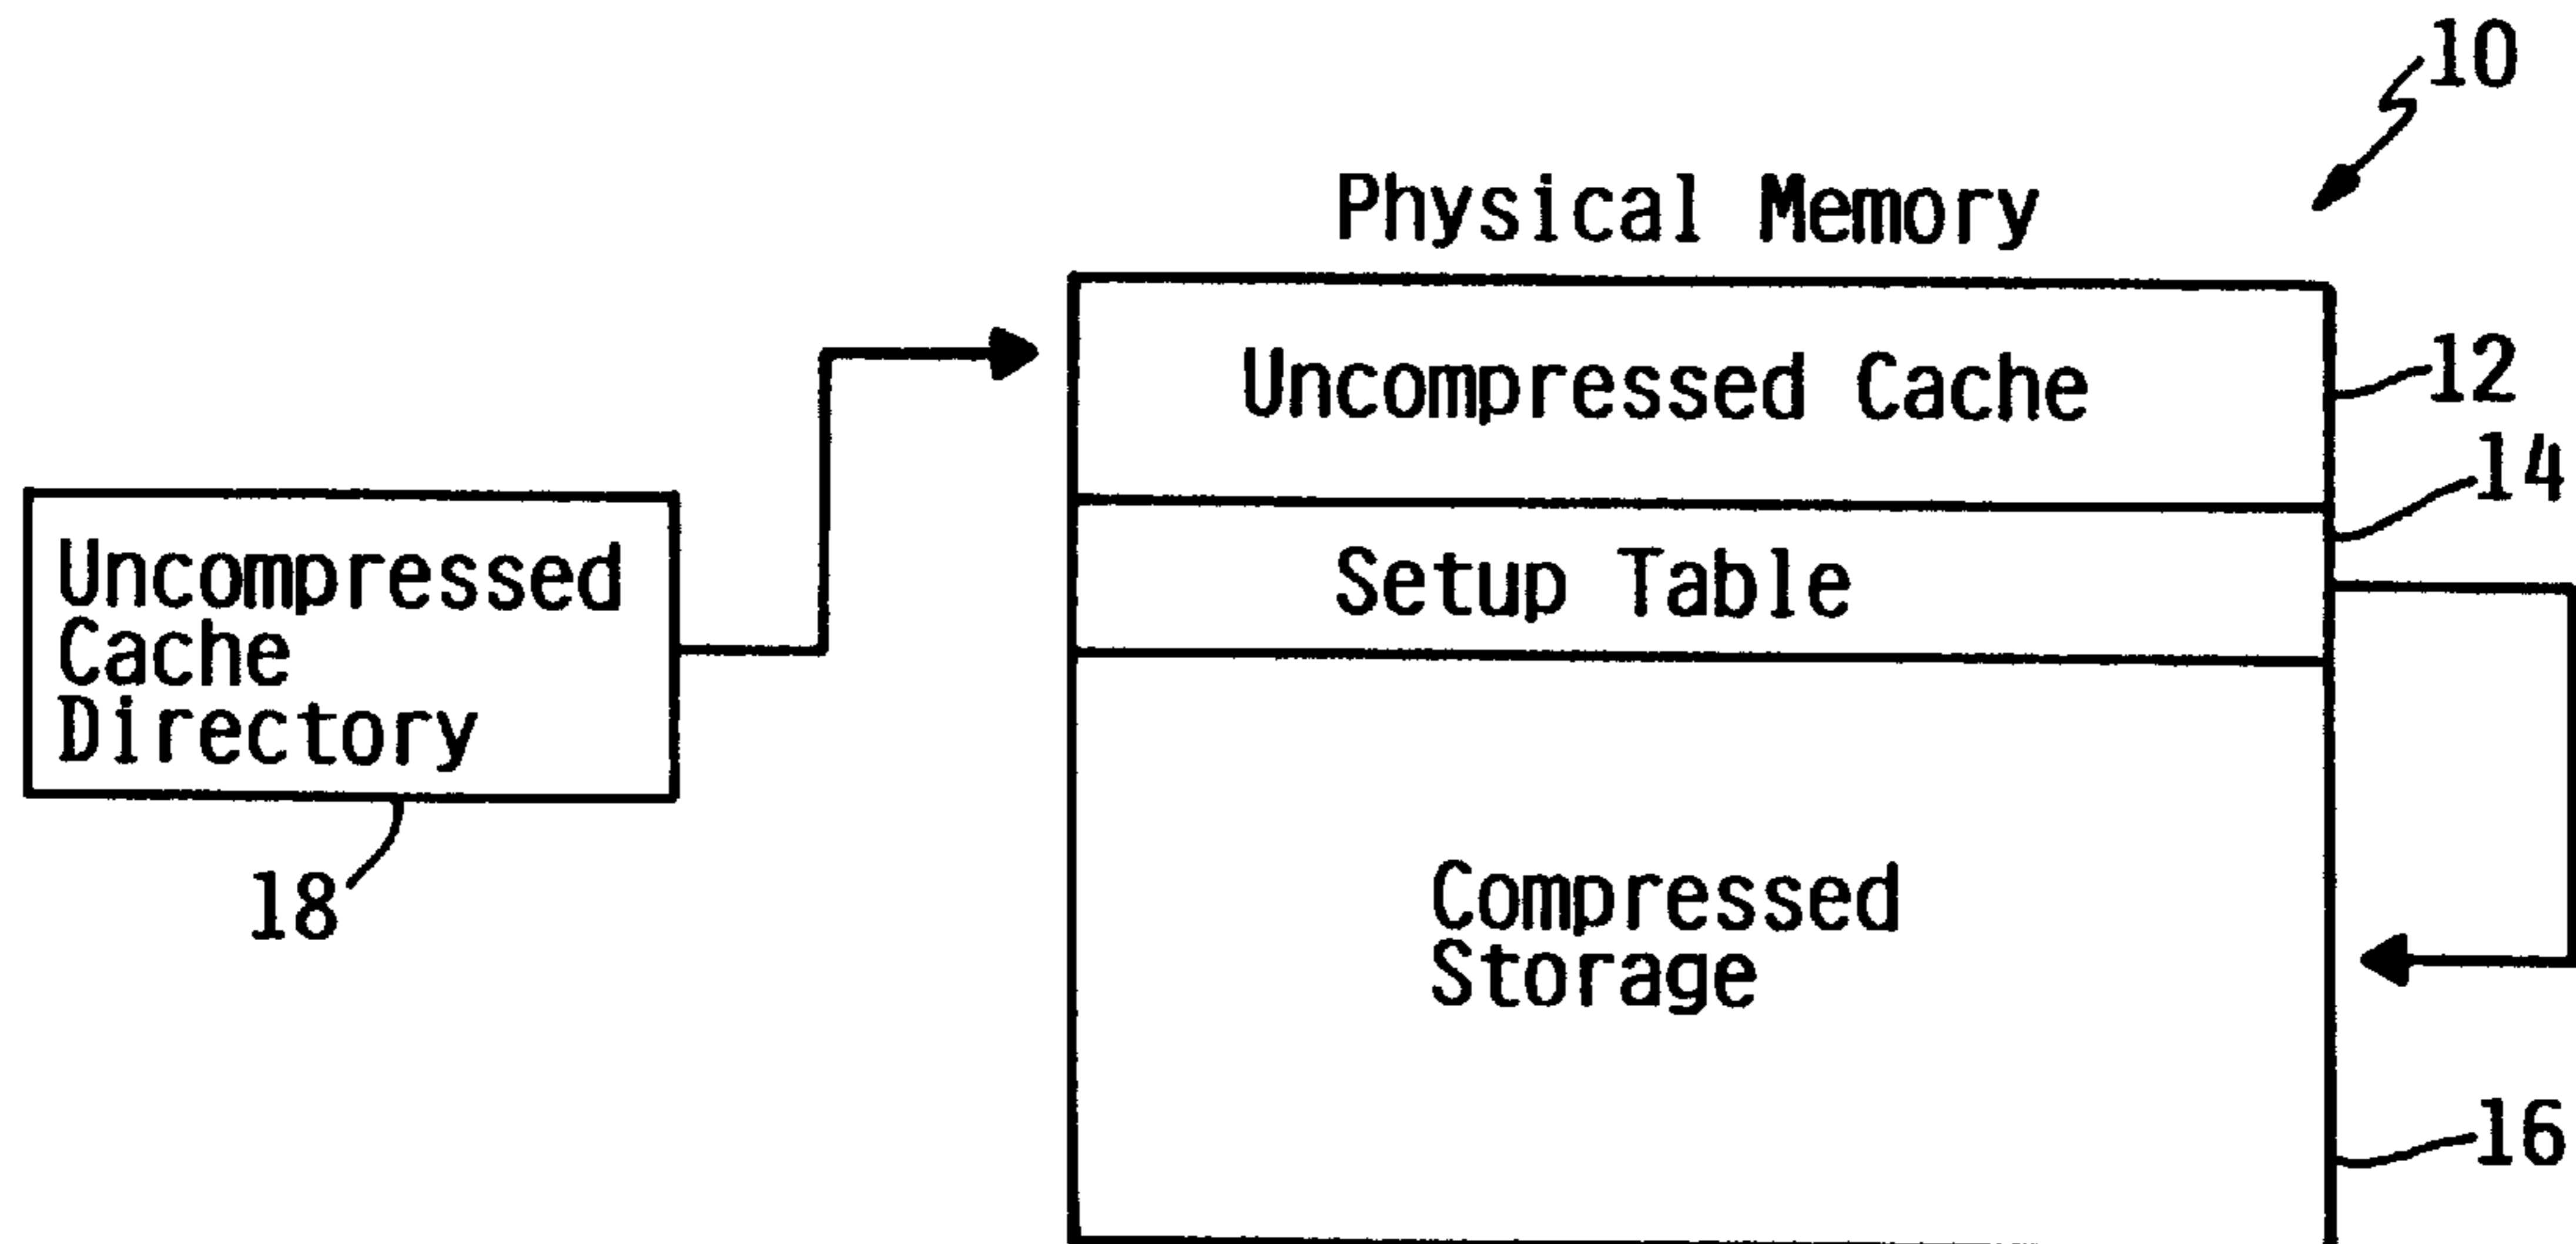 10
Physical Memory
Uncompressed Cache
12
14
Setup Table
Uncompressed
Cache
Directory
18
Compressed
Storage
16